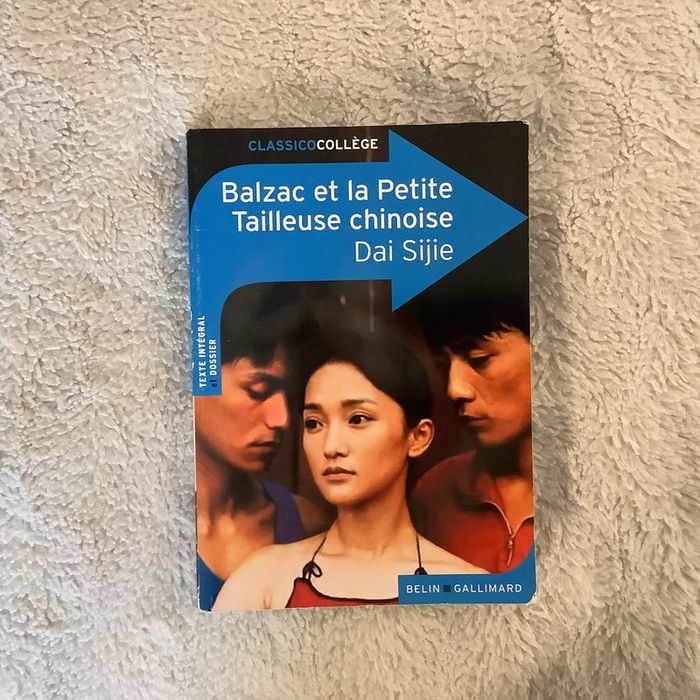 CLASSICOCOLLÈGE
Balzac et la Petite
Tailleuse chinoise
Dai Sijie
TEXTE INTÉGRAL
et DOSSIER
BELIN ■ GALLIMARD